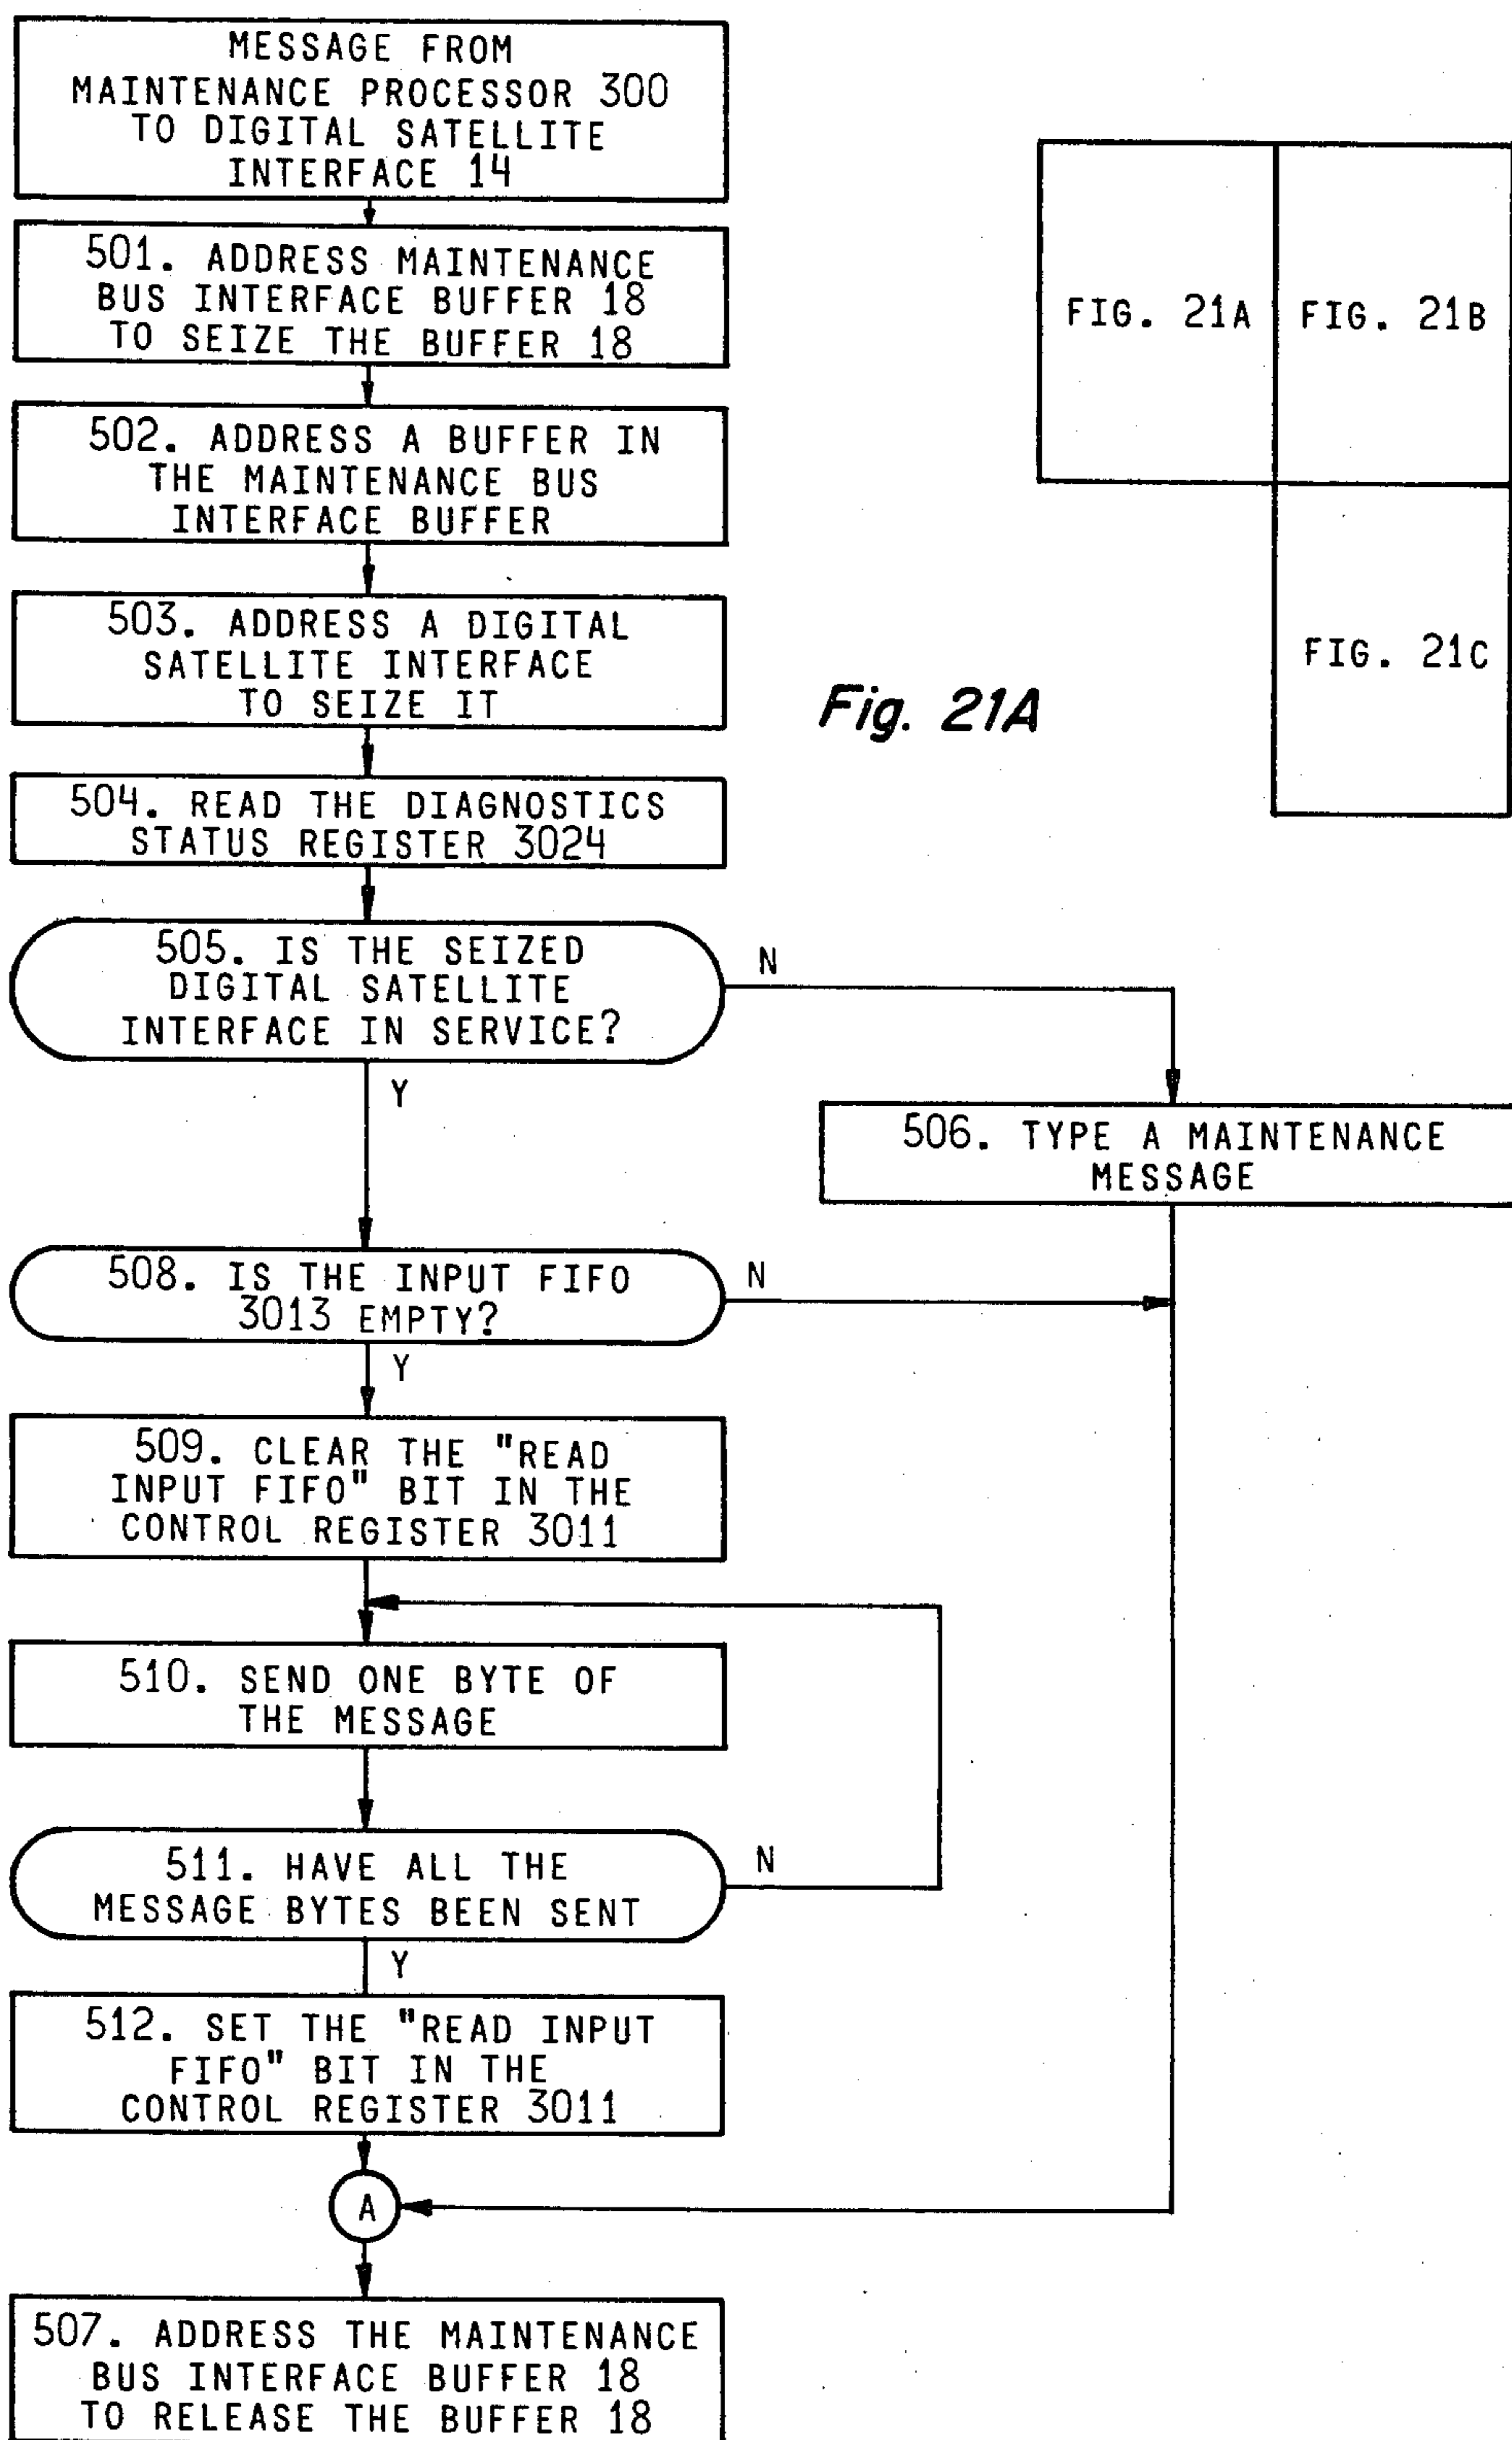 MESSAGE FROM
MAINTENANCE PROCESSOR 300
TO DIGITAL SATELLITE
INTERFACE 14
501. ADDRESS MAINTENANCE
BUS INTERFACE BUFFER 18
TO SEIZE THE BUFFER 18
502. ADDRESS A BUFFER IN
THE MAINTENANCE BUS
INTERFACE BUFFER
503. ADDRESS A DIGITAL
SATELLITE INTERFACE
TO SEIZE IT
504. READ THE DIAGNOSTICS
STATUS REGISTER 3024
FIG. 21A
FIG. 21B
FIG. 21C
Fig. 21A
505. IS THE SEIZED
DIGITAL SATELLITE
INTERFACE IN SERVICE?
N
Y
506. TYPE A MAINTENANCE
MESSAGE
508. IS THE INPUT FIFO
3013 EMPTY?
N
Y
509. CLEAR THE "READ
INPUT FIFO" BIT IN THE
CONTROL REGISTER 3011
510. SEND ONE BYTE OF
THE MESSAGE
511. HAVE ALL THE
MESSAGE BYTES BEEN SENT
N
Y
512. SET THE "READ INPUT
FIFO" BIT IN THE
CONTROL REGISTER 3011
A
507. ADDRESS THE MAINTENANCE
BUS INTERFACE BUFFER 18
TO RELEASE THE BUFFER 18